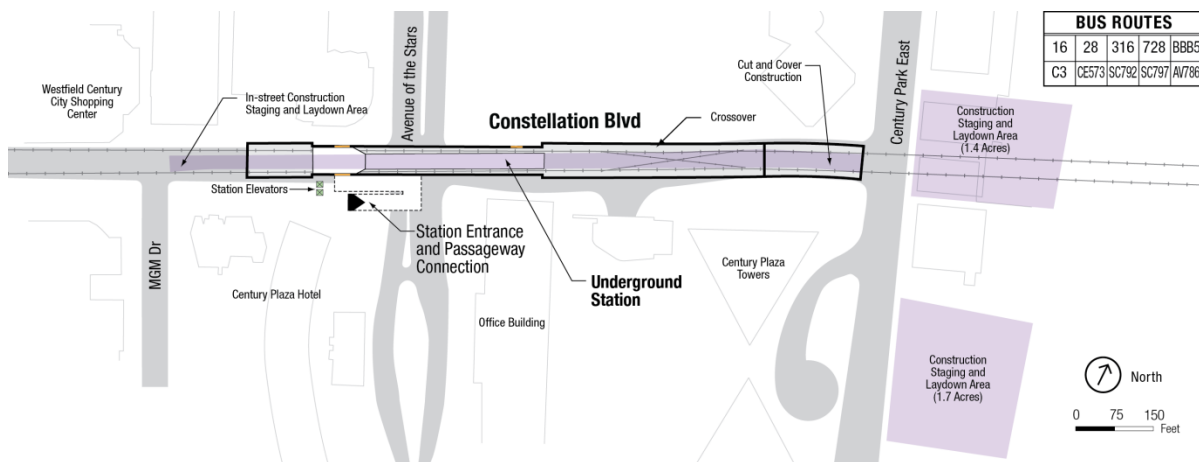 BUS ROUTES
16 28 316 728 BBB5
C3 CE573 SC792 SC797 AV786
Westfield Century
City Shopping
Center
In-street Construction
Staging and Laydown Area
Avenue of the Stars
Constellation Blvd
Crossover
Cut and Cover
Construction
Century Park East
Construction
Staging and
Laydown Area
(1.4 Acres)
Station Elevators
MGM Dr
Century Plaza Hotel
Station Entrance
and Passageway
Connection
Underground
Station
Office Building
Century Plaza
Towers
Construction
Staging and
Laydown Area
(1.7 Acres)
North
0 75 150
Feet